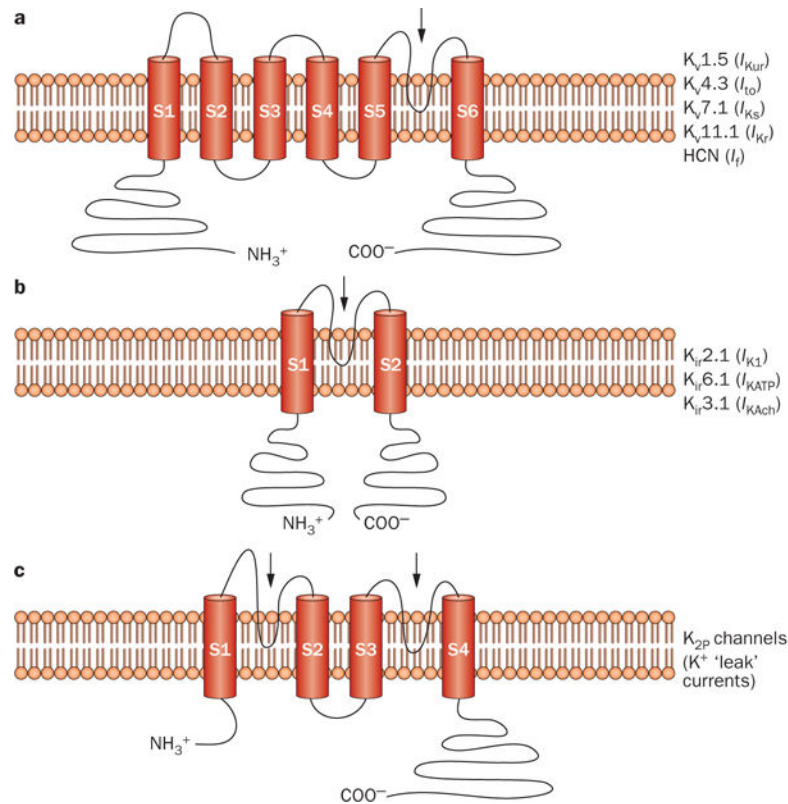 a
S1 S2 S3 S4 S5 S6
Kv1.5 (IKur)
Kv4.3 (Ito)
Kv7.1 (IKs)
Kv11.1 (IKr)
HCN (If)
NH3+ COO−
b
S1 S2
Kir2.1 (IK1)
Kir6.1 (IKATP)
Kir3.1 (IKAch)
NH3+ COO−
c
S1 S2 S3 S4
K2P channels
(K+ ‘leak’
currents)
NH3+
COO−